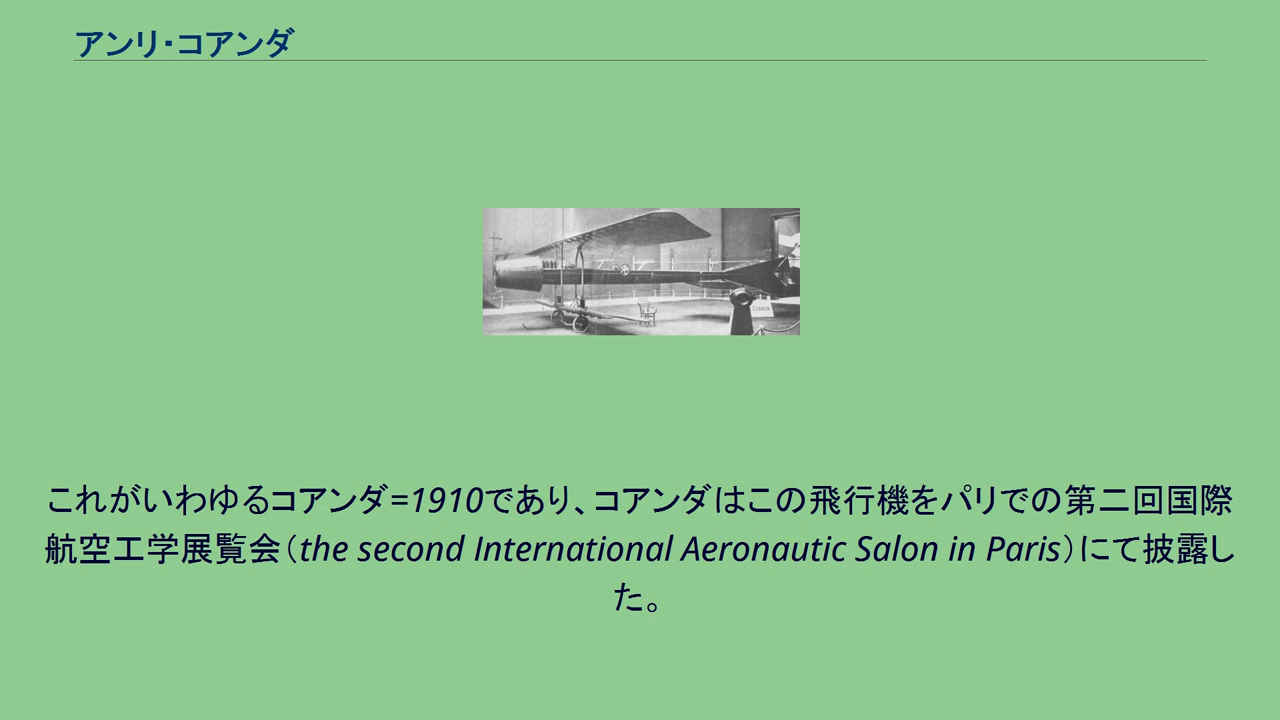 アンリ・コアンダ
これがいわゆるコアンダ=1910であり、コアンダはこの飛行機をパリでの第二回国際
航空工学展覧会（the second International Aeronautic Salon in Paris）にて披露し
た。